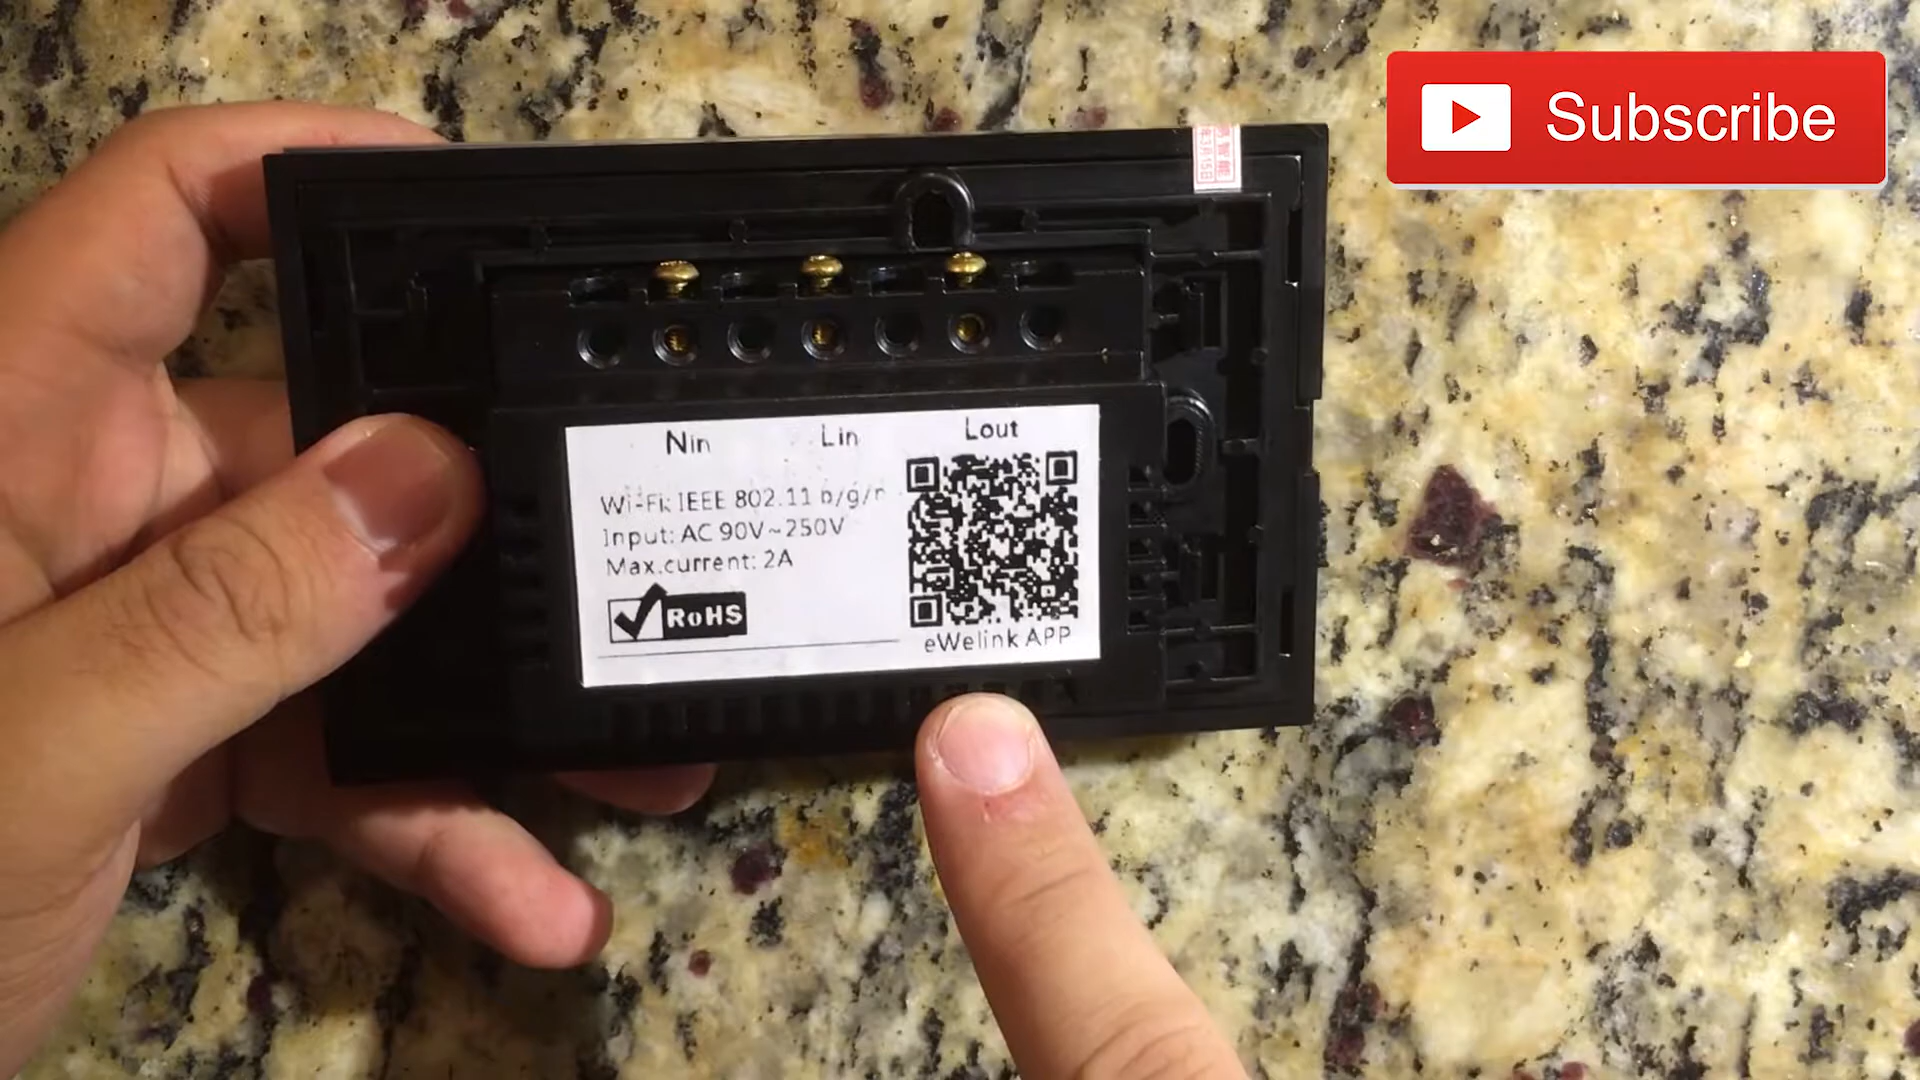 Subscribe
Nin Lin Lout
Wi-Fi: IEEE 802.11 b/g/n
Input: AC 90V~250V
Max.current: 2A
RoHS
eWelink APP